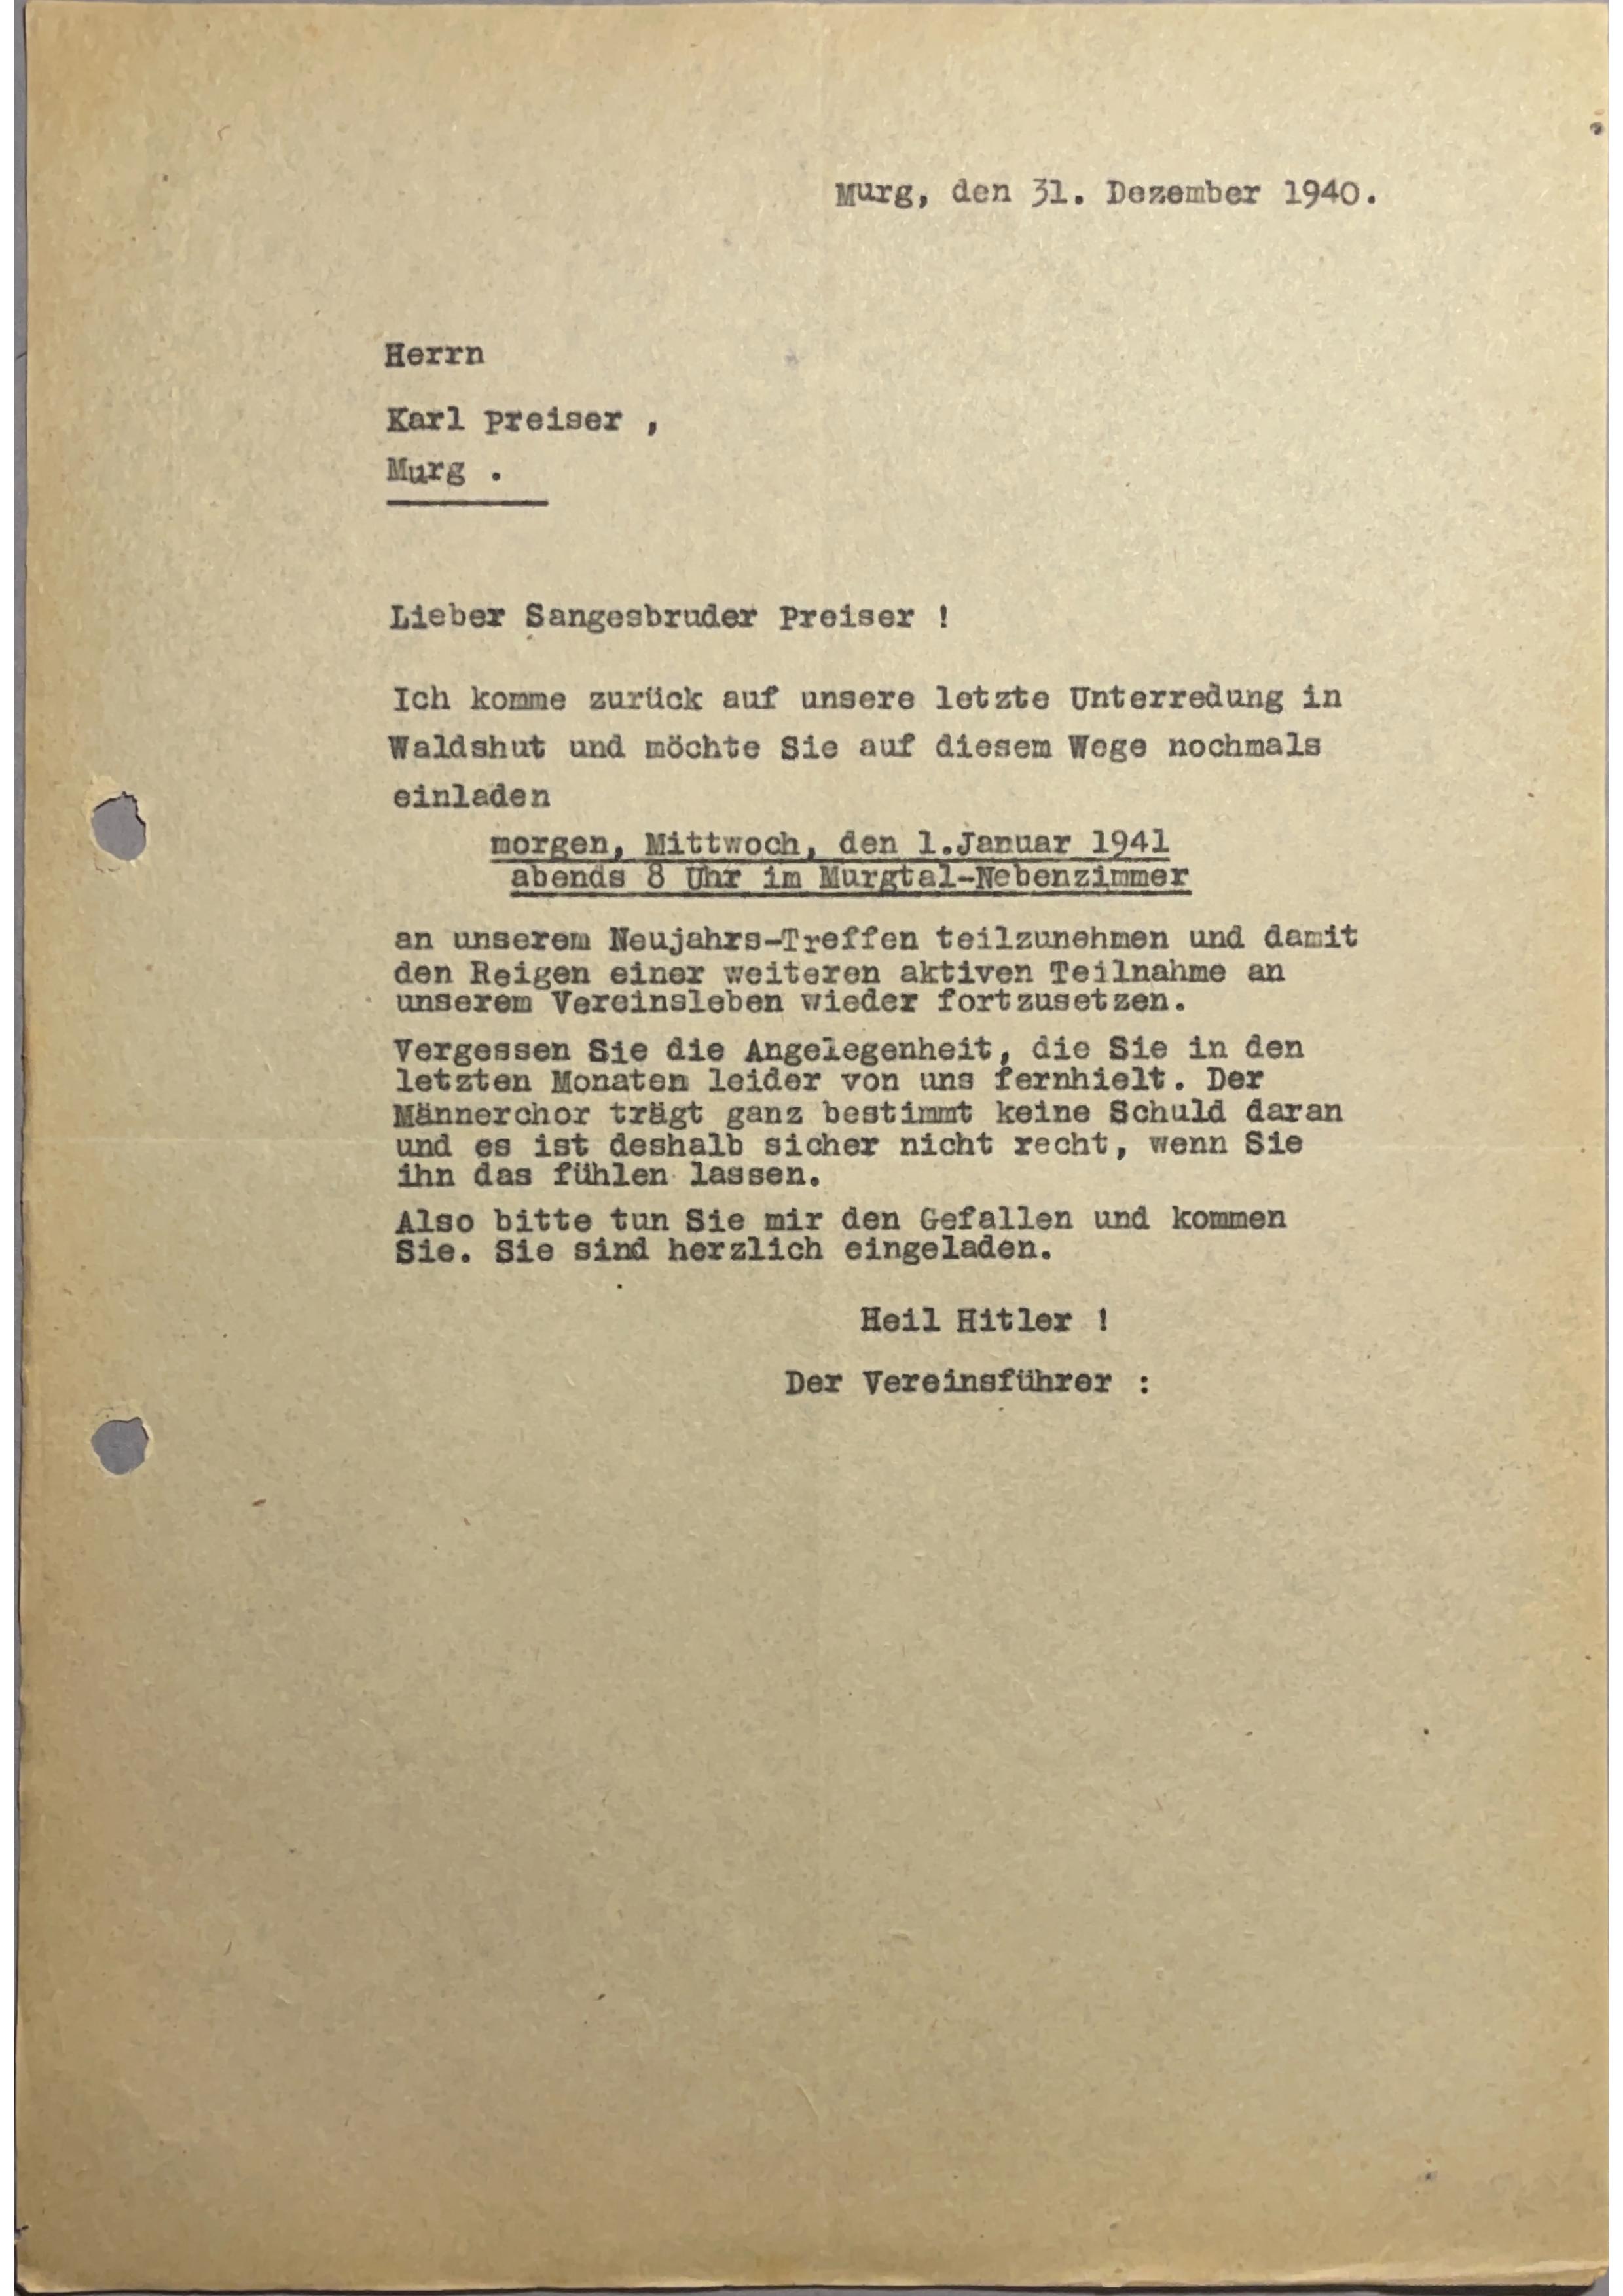 Murg, den 31. Dezember 1940.
Herrn
Karl Preiser ,
Murg .
Lieber Sangesbruder Preiser !
Ich komme zurück auf unsere letzte Unterredung in
Waldshut und möchte Sie auf diesem Wege nochmals
einladen
morgen, Mittwoch, den 1.Januar 1941
abends 8 Uhr im Murgtal-Nebenzimmer
an unserem Neujahrs-Treffen teilzunehmen und damit
den Reigen einer weiteren aktiven Teilnahme an
unserem Vereinsleben wieder fortzusetzen.
Vergessen Sie die Angelegenheit, die Sie in den
letzten Monaten leider von uns fernhielt. Der
Männerchor trägt ganz bestimmt keine Schuld daran
und es ist deshalb sicher nicht recht, wenn Sie
ihn das fühlen lassen.
Also bitte tun Sie mir den Gefallen und kommen
Sie. Sie sind herzlich eingeladen.
Heil Hitler !
Der Vereinsführer :